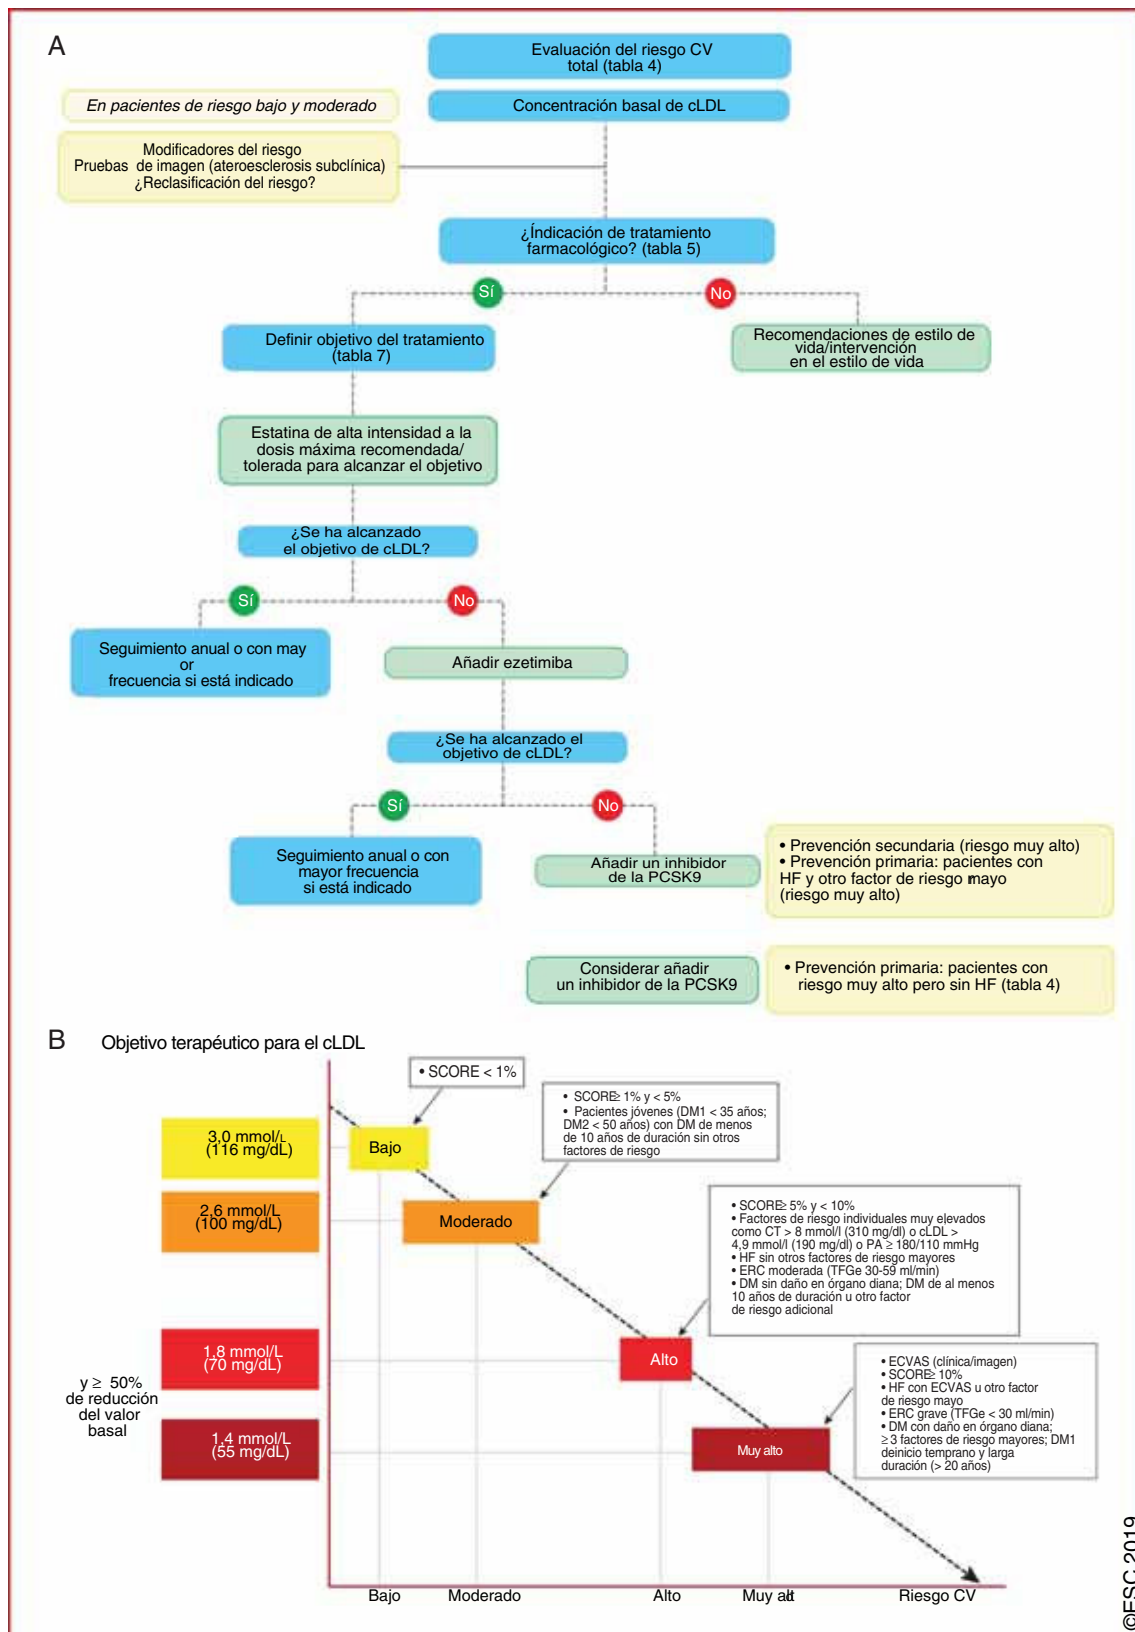 A
Evaluación del riesgo CV
total (tabla 4)
En pacientes de riesgo bajo y moderado
Concentración basal de cLDL
Modificadores del riesgo
Pruebas de imagen (ateroesclerosis subclínica)
¿Reclasificación del riesgo?
¿Índicación de tratamiento
farmacológico? (tabla 5)
Sí
No
Definir objetivo del tratamiento
(tabla 7)
Recomendaciones de estilo de
vida/intervención
en el estilo de vida
Estatina de alta intensidad a la
dosis máxima recomendada/
tolerada para alcanzar el objetivo
¿Se ha alcanzado
el objetivo de cLDL?
Sí
No
Seguimiento anual o con may
or
frecuencia si está indicado
Añadir ezetimiba
¿Se ha alcanzado el
objetivo de cLDL?
Sí
No
Seguimiento anual o con
mayor frecuencia
si está indicado
Añadir un inhibidor
de la PCSK9
• Prevención secundaria (riesgo muy alto)
• Prevención primaria: pacientes con
HF y otro factor de riesgo mayo
(riesgo muy alto)
Considerar añadir
un inhibidor de la PCSK9
• Prevención primaria: pacientes con
riesgo muy alto pero sin HF (tabla 4)
B
Objetivo terapéutico para el cLDL
• SCORE < 1%
• SCORE≥ 1% y < 5%
• Pacientes jóvenes (DM1 < 35 años;
DM2 < 50 años) con DM de menos
de 10 años de duración sin otros
factores de riesgo
3,0 mmol/L
(116 mg/dL)
Bajo
2,6 mmol/L
(100 mg/dL)
Moderado
• SCORE≥ 5% y < 10%
• Factores de riesgo individuales muy elevados
como CT > 8 mmol/l (310 mg/dl) o cLDL >
4,9 mmol/l (190 mg/dl) o PA ≥ 180/110 mmHg
• HF sin otros factores de riesgo mayores
• ERC moderada (TFGe 30-59 ml/min)
• DM sin daño en órgano diana; DM de al menos
10 años de duración u otro factor
de riesgo adicional
1,8 mmol/L
(70 mg/dL)
Alto
y ≥ 50%
de reducción
del valor
basal
• ECVAS (clínica/imagen)
• SCORE≥ 10%
• HF con ECVAS u otro factor
de riesgo mayo
• ERC grave (TFGe < 30 ml/min)
• DM con daño en órgano diana;
≥ 3 factores de riesgo mayores; DM1
deinicio temprano y larga
duración (> 20 años)
1,4 mmol/L
(55 mg/dL)
Muy alto
Bajo
Moderado
Alto
Muy alt
Riesgo CV
©ESC 2019